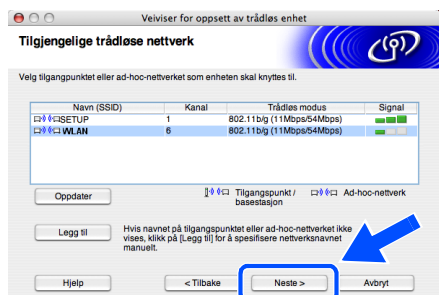 Veiviser for oppsett av trådløs enhet
Tilgjengelige trådløse nettverk
Velg tilgangspunktet eller ad-hoc-nettverket som enheten skal knyttes til.
Navn (SSID) Kanal Trådløs modus Signal
SETUP 1 802.11b/g (11Mbps/54Mbps)
WLAN 6 802.11b/g (11Mbps/54Mbps)
Oppdater Tilgangspunkt / Ad-hoc-nettverk
basestasjon
Legg til Hvis navnet på tilgangspunktet eller ad-hoc-nettverket ikke
vises, klikk på [Legg til] for å spesifisere nettverksnavnet
manuelt.
Hjelp < Tilbake Neste > Avbryt